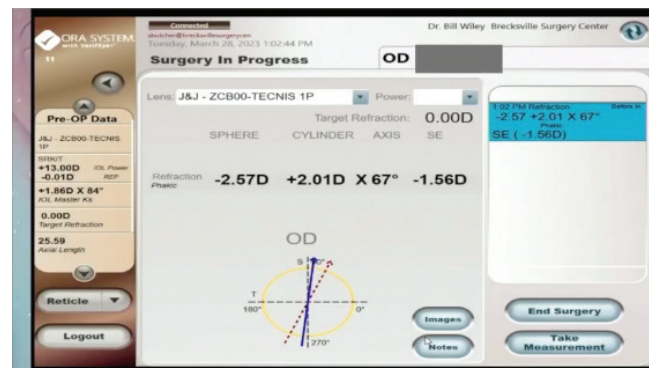 Connected
Dr. Bill Wiley Brecksville Surgery Center
ORA SYSTEM
with VerifEye+
Tuesday, March 28, 2023 1:02:44 PM
11
Surgery In Progress
OD
Lens: J&J - ZCB00-TECNIS 1P
Power:
Target Refraction: 0.00D
SPHERE CYLINDER AXIS SE
Refraction -2.57D +2.01D X 67° -1.56D
Phakic
OD
S
T
180°
0°
270°
Images
Notes
Pre-OP Data
J&J - ZCB00-TECNIS
1P
SRK/T
+13.00D IOL Power
-0.01D REF
+1.86D X 84°
IOL Master Ks
0.00D
Target Refraction
25.59
Axial Length
Reticle
Logout
1:02 PM Refraction
-2.57 +2.01 X 67°
Phakic
SE ( -1.56D)
End Surgery
Take
Measurement